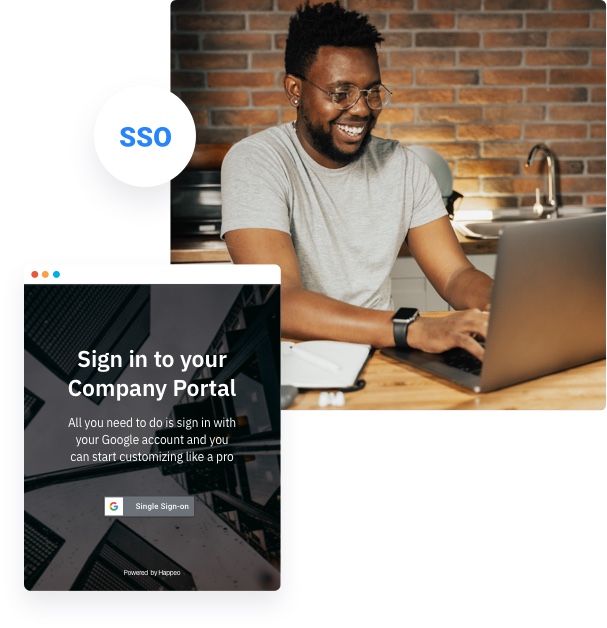 SSO
Sign in to your
Company Portal
All you need to do is sign in with
your Google account and you
can start customizing like a pro
G Single Sign-on
Powered by Happeo